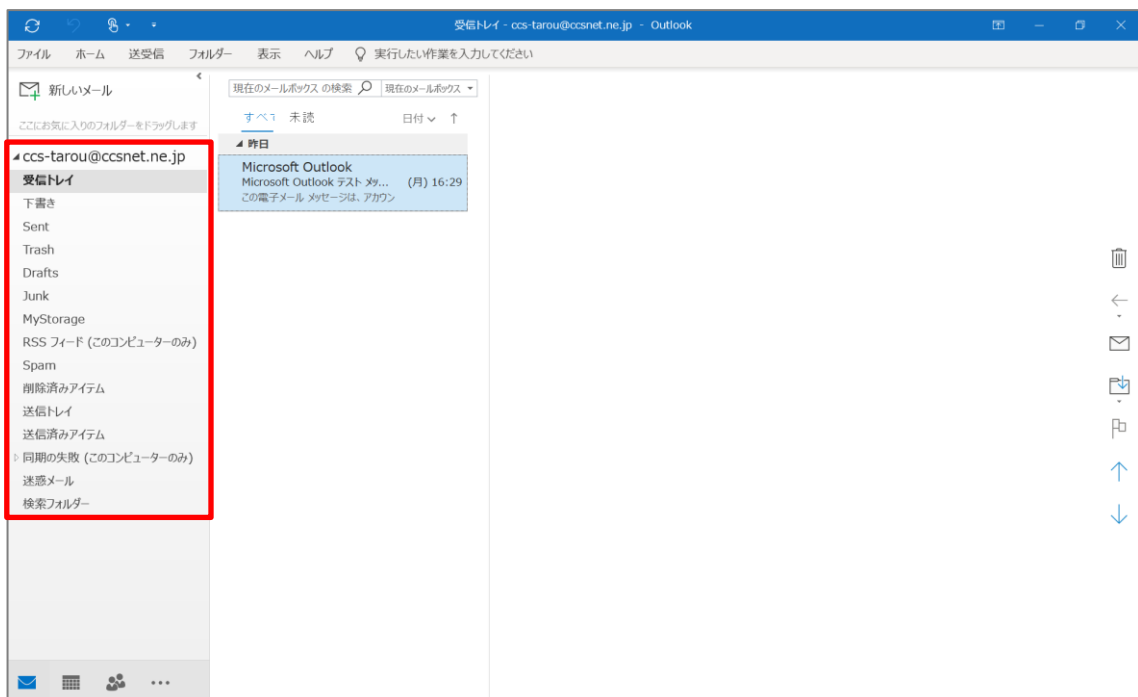 受信トレイ - ccs-tarou@ccsnet.ne.jp - Outlook
ファイル ホーム 送受信 フォルダー 表示 ヘルプ 実行したい作業を入力してください
新しいメール
ここにお気に入りのフォルダーをドラッグします
ccs-tarou@ccsnet.ne.jp
受信トレイ
下書き
Sent
Trash
Drafts
Junk
MyStorage
RSS フィード (このコンピューターのみ)
Spam
削除済みアイテム
送信トレイ
送信済みアイテム
同期の失敗 (このコンピューターのみ)
迷惑メール
検索フォルダー
現在のメールボックス の検索 現在のメールボックス
すべて 未読 日付
昨日
Microsoft Outlook
Microsoft Outlook テスト メッ... (月) 16:29
この電子メール メッセージは、アカウン